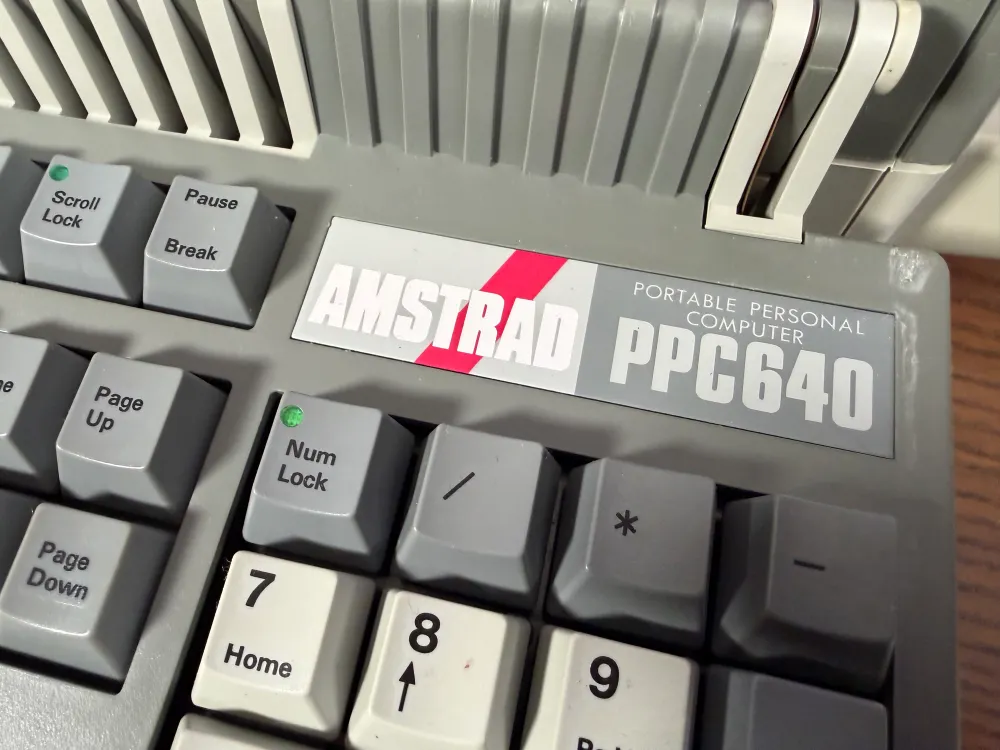 Scroll
Lock
Pause
Break
AMSTRAD
PORTABLE PERSONAL
COMPUTER
PPC640
Page
Up
Num
Lock
/
*
-
Page
Down
7
Home
8
↑
9